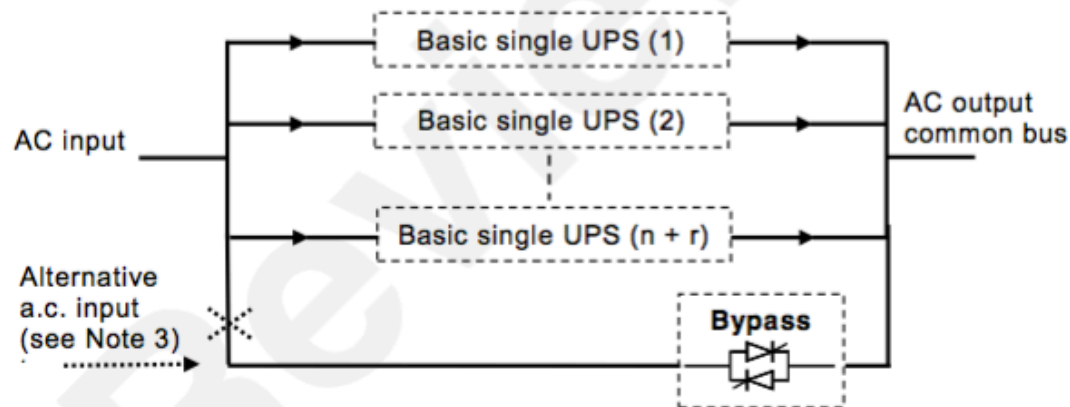 Basic single UPS (1)
Basic single UPS (2)
AC input
AC output
common bus
Basic single UPS (n + r)
Alternative
a.c. input
(see Note 3)
Bypass